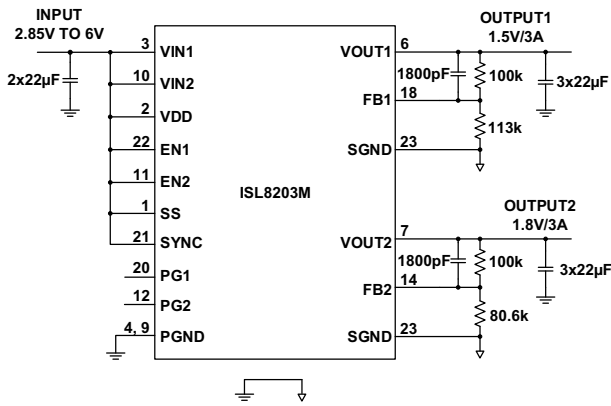 INPUT
2.85V TO 6V
2x22µF
3 VIN1
10 VIN2
2 VDD
22 EN1
11 EN2
1 SS
21 SYNC
20 PG1
12 PG2
4, 9 PGND
ISL8203M
VOUT1 6
FB1 18
SGND 23
VOUT2 7
FB2 14
SGND 23
OUTPUT1
1.5V/3A
1800pF
100k
3x22µF
113k
OUTPUT2
1.8V/3A
1800pF
100k
3x22µF
80.6k